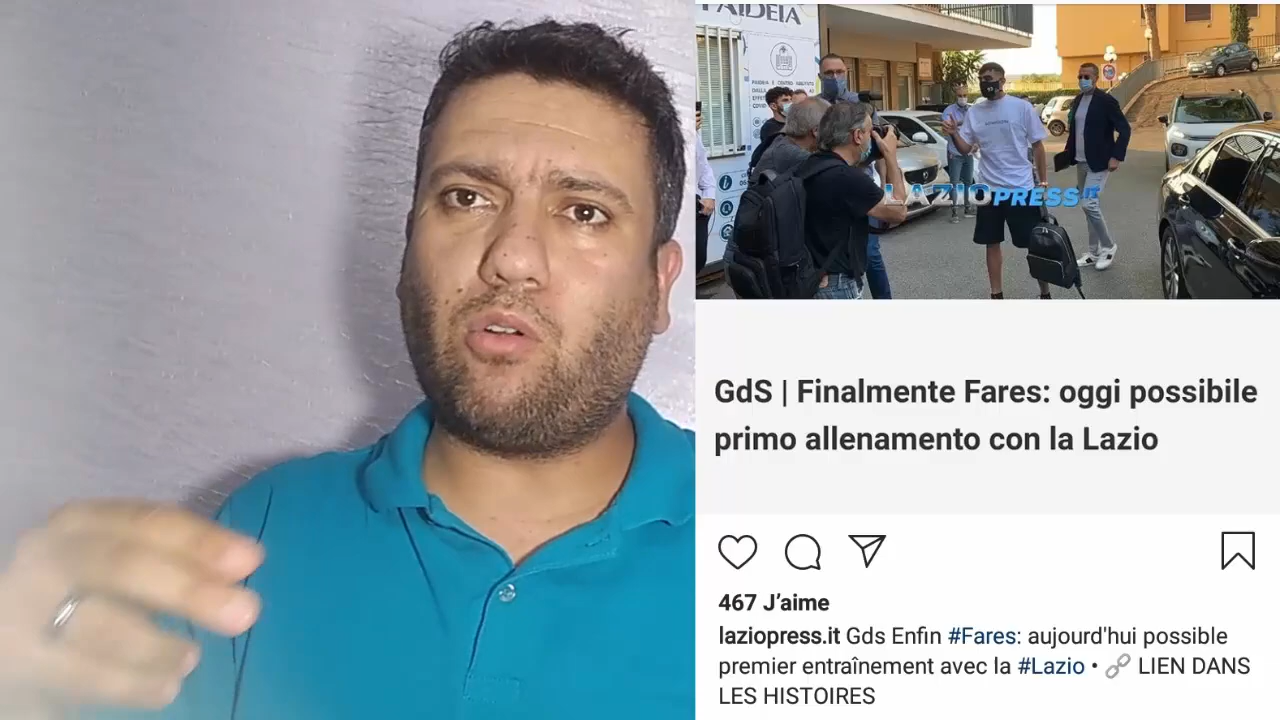 PAIDEIA
LAZIOPRESS.IT
GdS | Finalmente Fares: oggi possibile
primo allenamento con la Lazio
467 J'aime
laziopress.it Gds Enfin #Fares: aujourd'hui possible
premier entraînement avec la #Lazio • 🔗 LIEN DANS
LES HISTOIRES